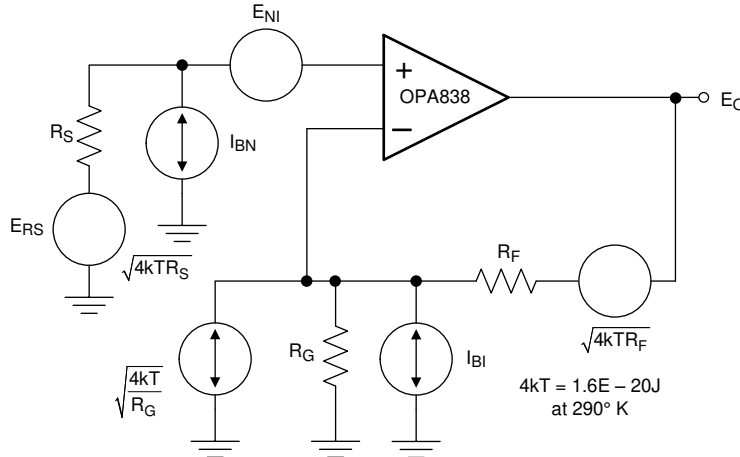 E_NI
+
OPA838
−
E_O
R_S
I_BN
E_RS
√4kTR_S
R_F
√4kTR_F
√4kT/R_G
R_G
I_BI
4kT = 1.6E – 20J
at 290° K